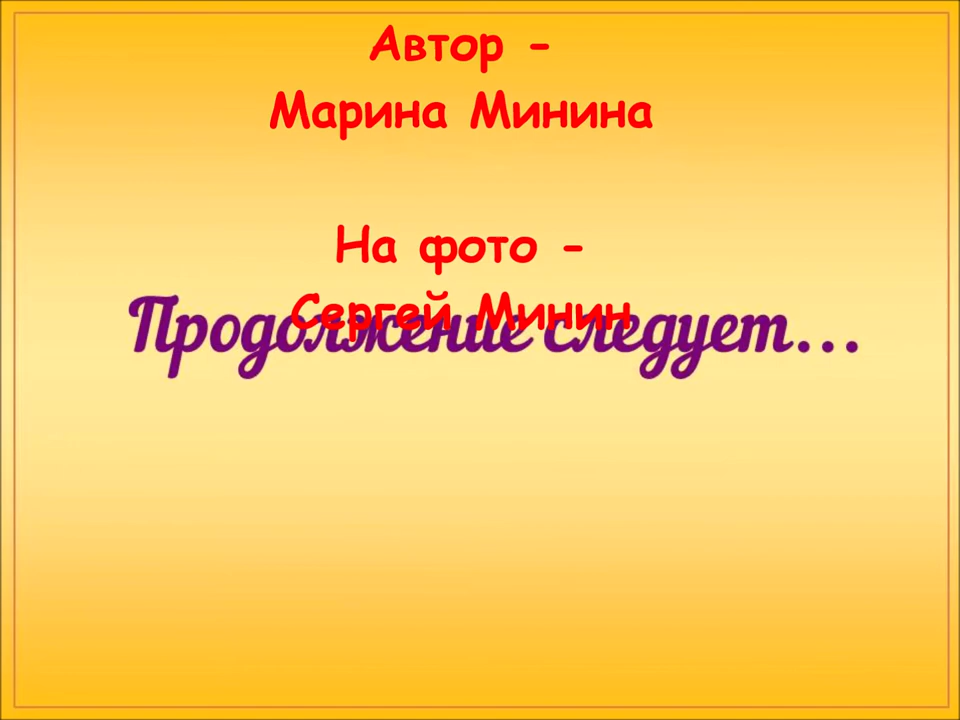 Автор -
Марина Минина
На фото -
Сергей Минин
Продолжение следует...